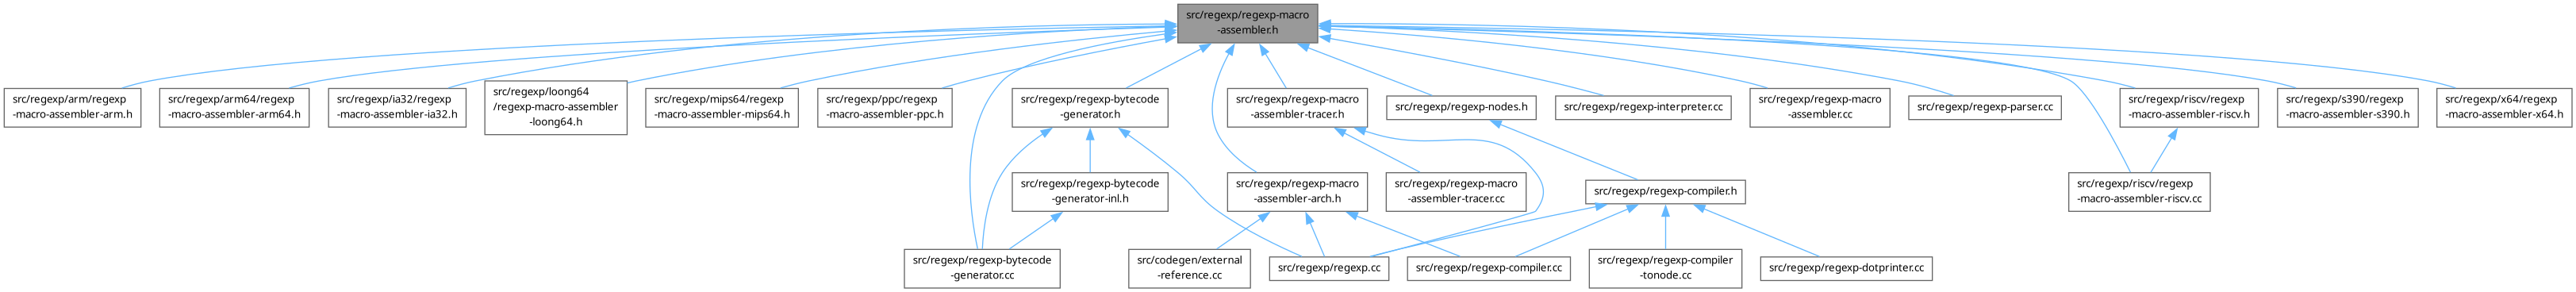 src/regexp/regexp-macro
-assembler.h
src/regexp/arm/regexp
-macro-assembler-arm.h
src/regexp/arm64/regexp
-macro-assembler-arm64.h
src/regexp/ia32/regexp
-macro-assembler-ia32.h
src/regexp/loong64
/regexp-macro-assembler
-loong64.h
src/regexp/mips64/regexp
-macro-assembler-mips64.h
src/regexp/ppc/regexp
-macro-assembler-ppc.h
src/regexp/regexp-bytecode
-generator.h
src/regexp/regexp-macro
-assembler-tracer.h
src/regexp/regexp-nodes.h
src/regexp/regexp-interpreter.cc
src/regexp/regexp-macro
-assembler.cc
src/regexp/regexp-parser.cc
src/regexp/riscv/regexp
-macro-assembler-riscv.h
src/regexp/s390/regexp
-macro-assembler-s390.h
src/regexp/x64/regexp
-macro-assembler-x64.h
src/regexp/regexp-bytecode
-generator-inl.h
src/regexp/regexp-macro
-assembler-arch.h
src/regexp/regexp-macro
-assembler-tracer.cc
src/regexp/regexp-compiler.h
src/regexp/riscv/regexp
-macro-assembler-riscv.cc
src/regexp/regexp-bytecode
-generator.cc
src/codegen/external
-reference.cc
src/regexp/regexp.cc
src/regexp/regexp-compiler.cc
src/regexp/regexp-compiler
-tonode.cc
src/regexp/regexp-dotprinter.cc